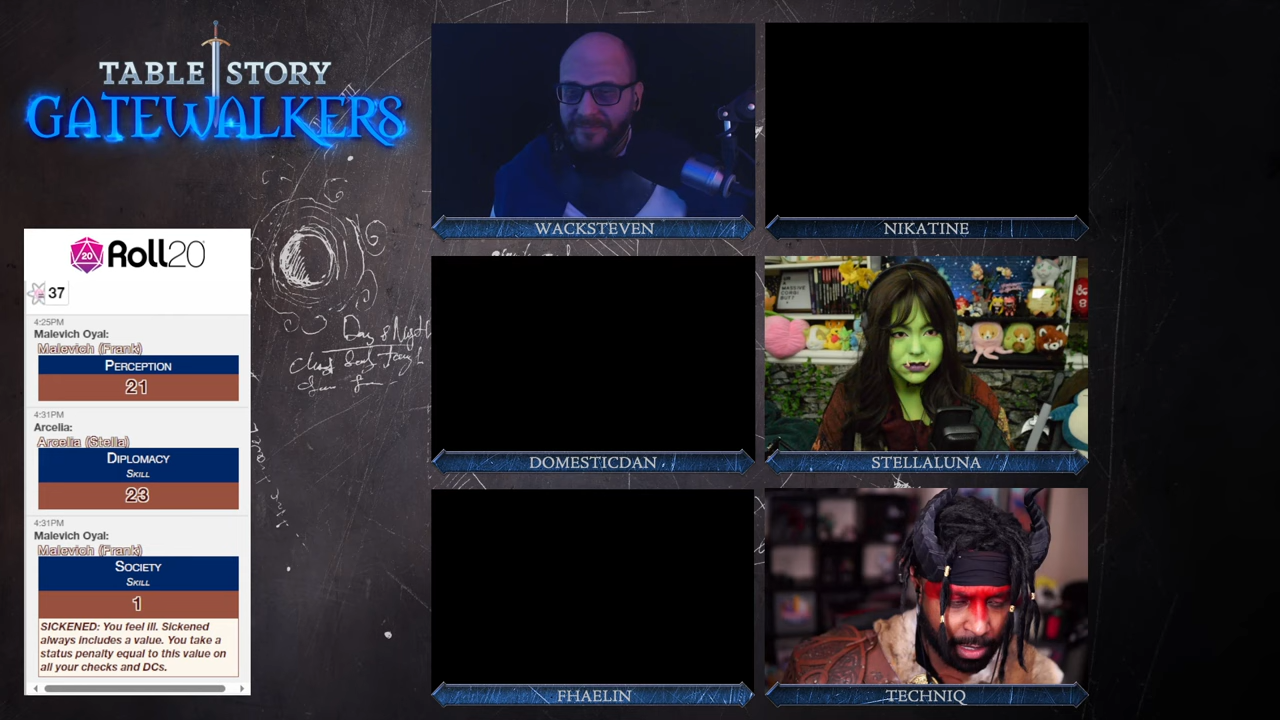 TABLE STORY
GATEWALKERS
Roll20
20
37
4:25PM
Malevich Oyal:
Malevich (Frank)
PERCEPTION
21
4:31PM
Arcelia:
Arcelia (Stella)
DIPLOMACY
SKILL
23
4:31PM
Malevich Oyal:
Malevich (Frank)
SOCIETY
SKILL
1
SICKENED: You feel ill. Sickened
always includes a value. You take a
status penalty equal to this value on
all your checks and DCs.
Day & Night
WACKSTEVEN
NIKATINE
DOMESTICDAN
STELLALUNA
FHAELIN
TECHNIQ